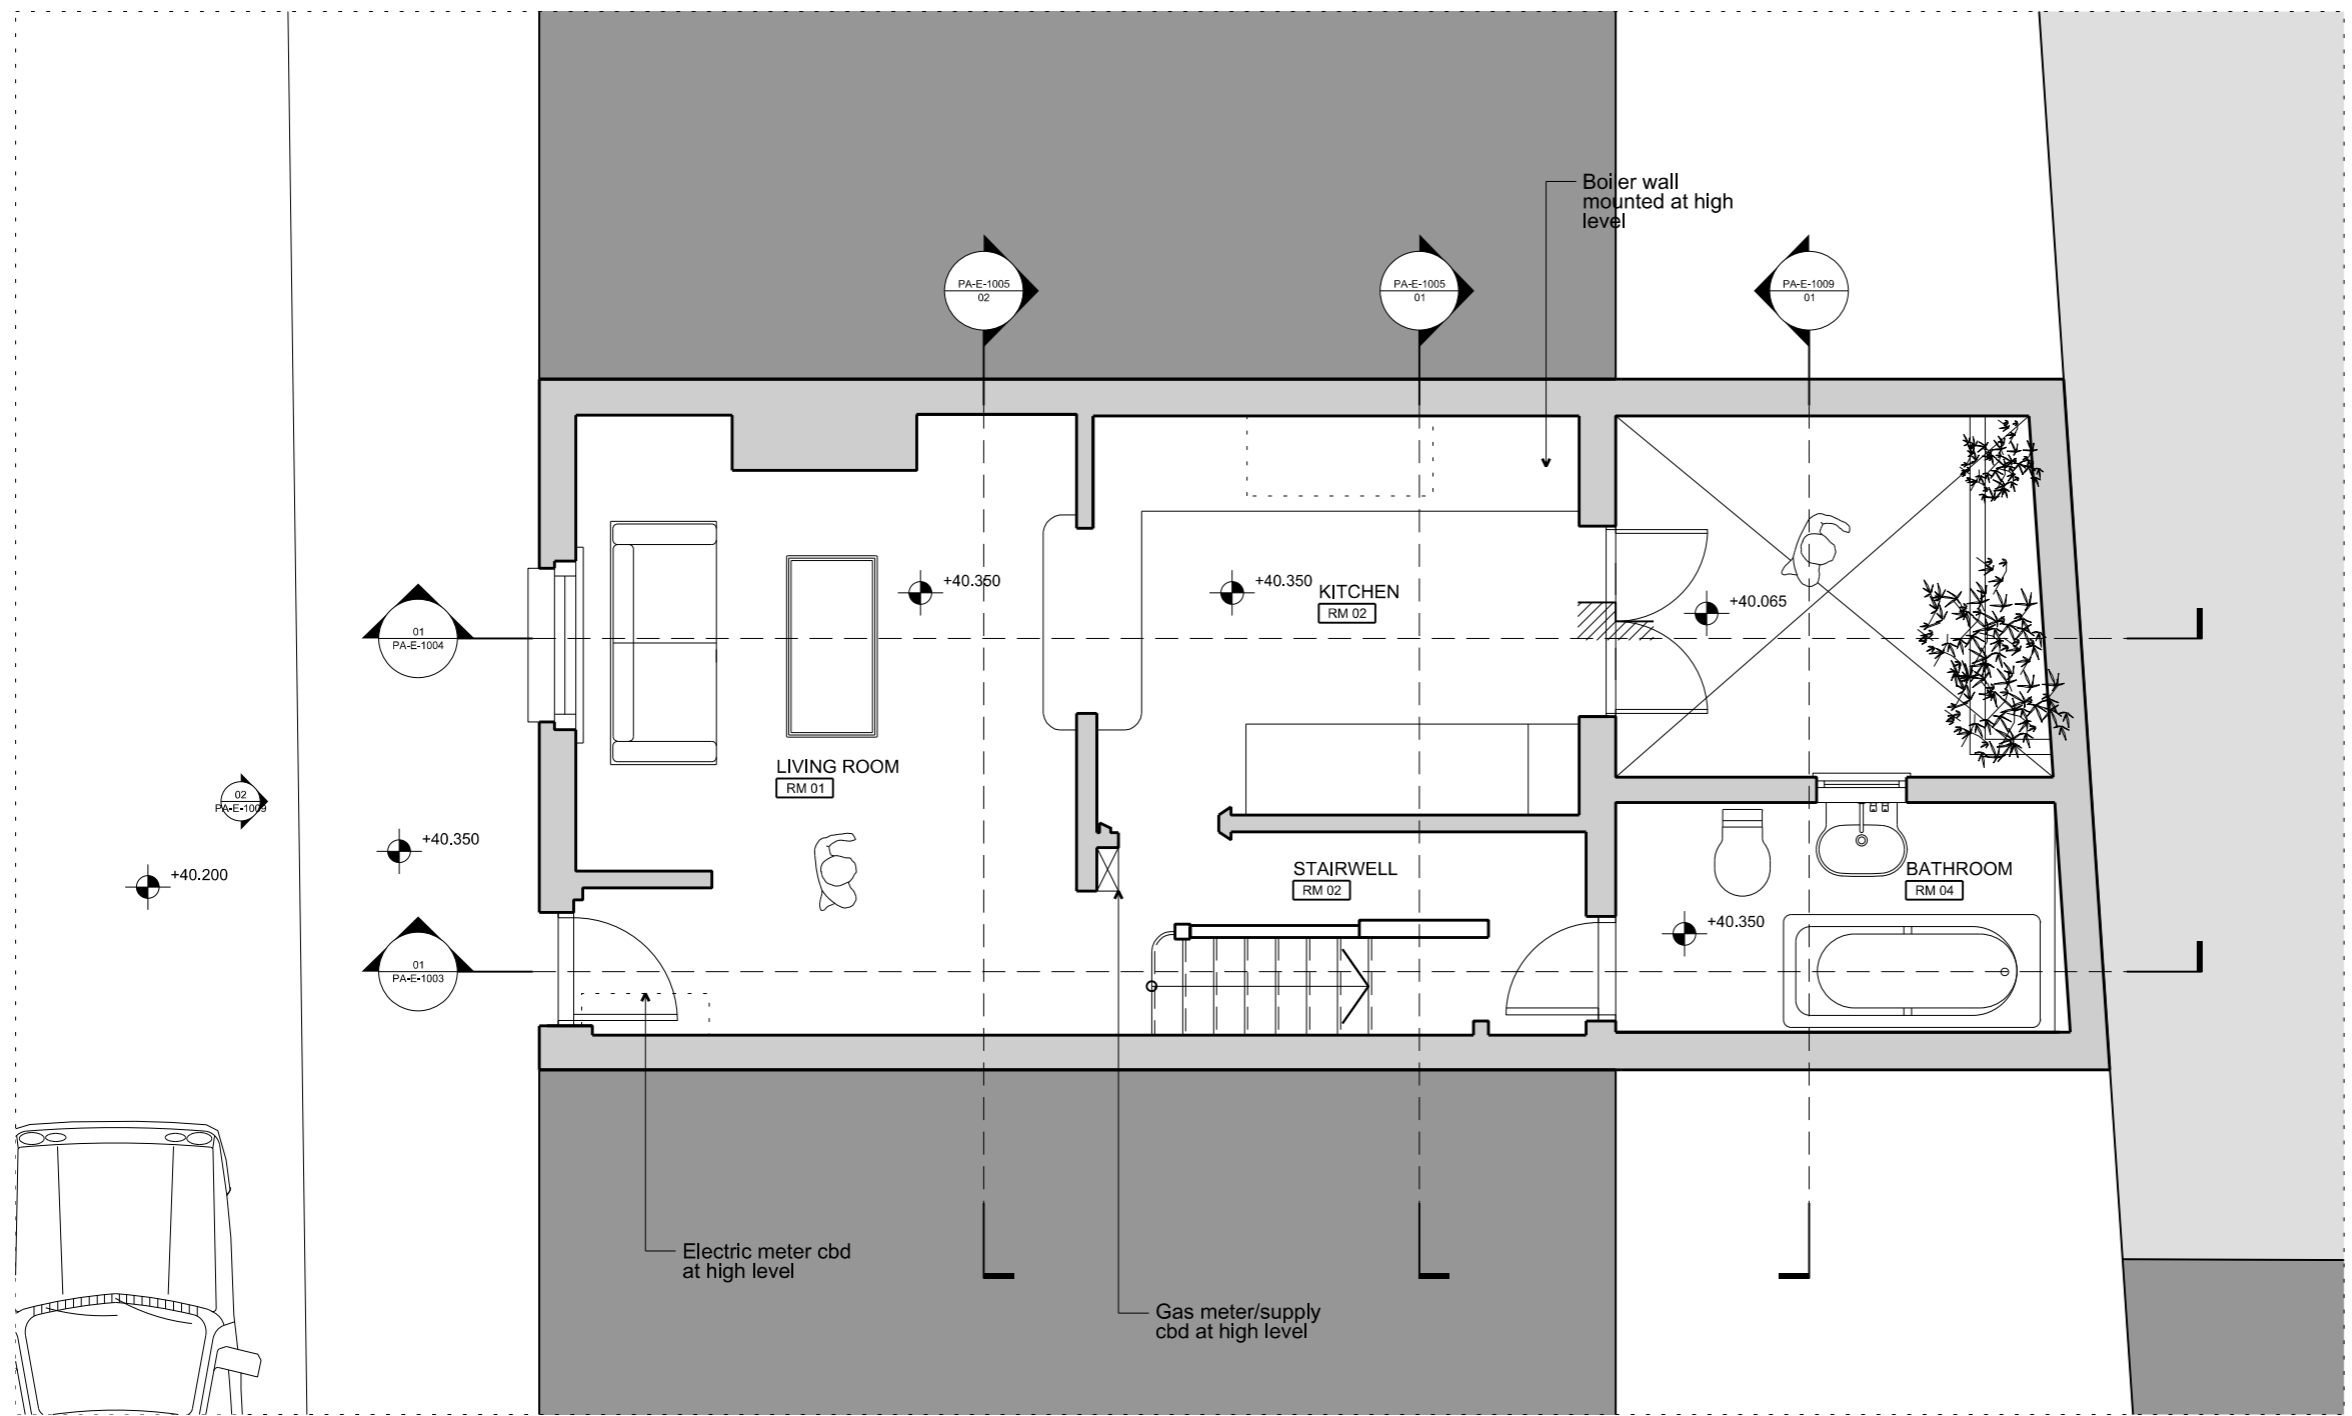 Boiler wall
mounted at high
level
PA-E-1005
02
PA-E-1005
01
PA-E-1009
01
+40.350
+40.350
KITCHEN
RM 02
+40.065
01
PA-E-1004
LIVING ROOM
RM 01
02
PA-E-1009
+40.350
+40.200
STAIRWELL
RM 02
BATHROOM
RM 04
+40.350
01
PA-E-1003
Electric meter cbd
at high level
Gas meter/supply
cbd at high level